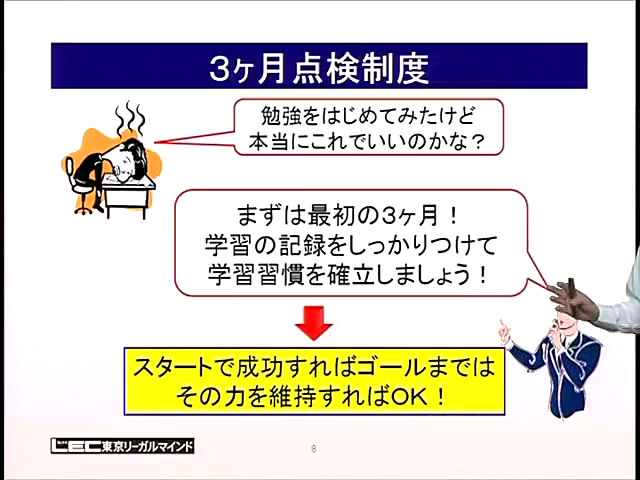 3ヶ月点検制度
勉強をはじめてみたけど
本当にこれでいいのかな？
まずは最初の3ヶ月！
学習の記録をしっかりつけて
学習習慣を確立しましょう！
スタートで成功すればゴールまでは
その力を維持すればOK！
LEC東京リーガルマインド
8